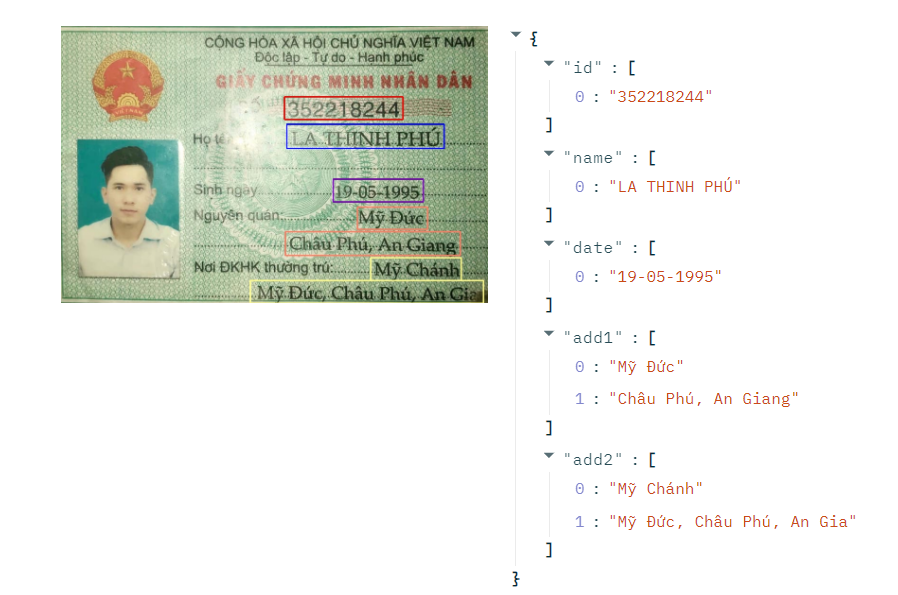 CỘNG HÒA XÃ HỘI CHỦ NGHĨA VIỆT NAM
Độc lập - Tự do - Hạnh phúc
GIẤY CHỨNG MINH NHÂN DÂN
352218244
Họ tên
LA THINH PHÚ
Sinh ngày
19-05-1995
Nguyên quán:
Mỹ Đức
Châu Phú, An Giang
Nơi ĐKHK thường trú:
Mỹ Chánh
Mỹ Đức, Châu Phú, An Gia
{
"id" : [
0 : "352218244"
]
"name" : [
0 : "LA THINH PHÚ"
]
"date" : [
0 : "19-05-1995"
]
"add1" : [
0 : "Mỹ Đức"
1 : "Châu Phú, An Giang"
]
"add2" : [
0 : "Mỹ Chánh"
1 : "Mỹ Đức, Châu Phú, An Gia"
]
}